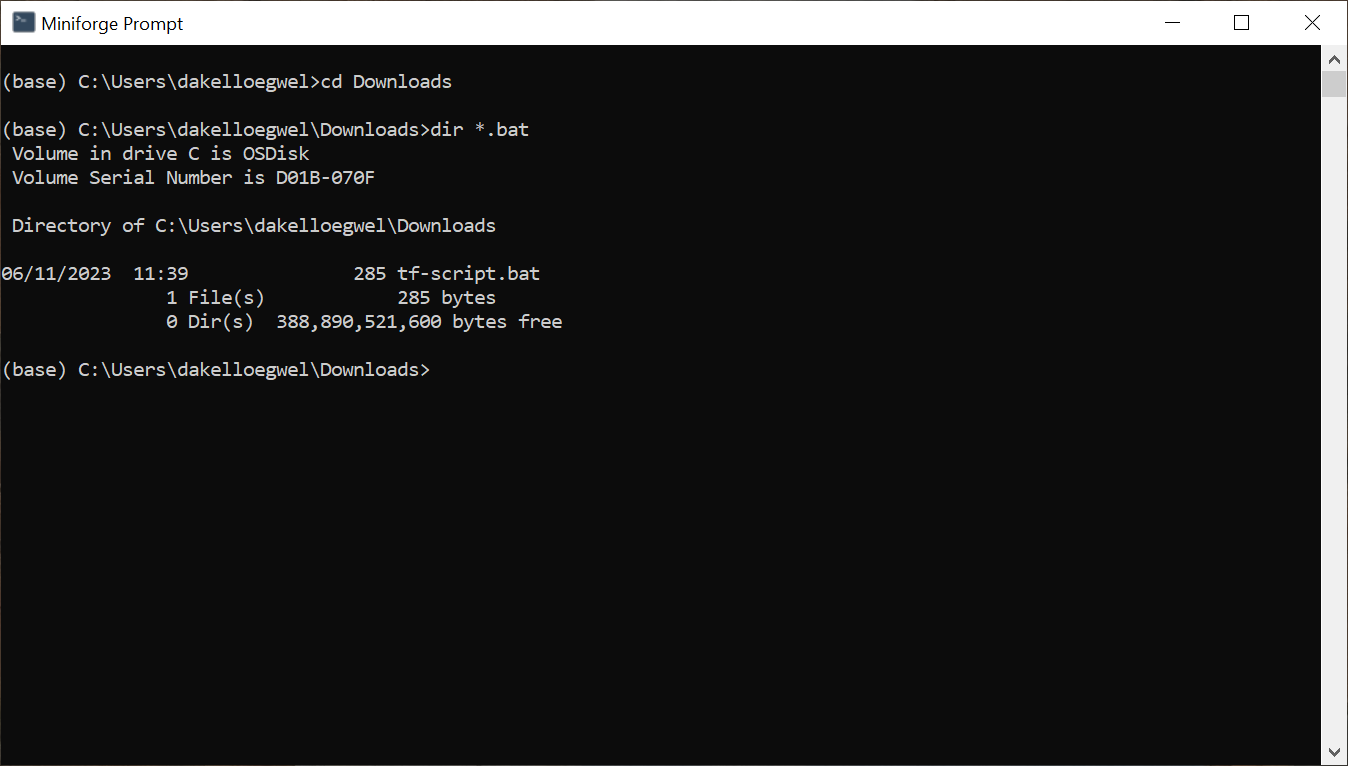 Miniforge Prompt
(base) C:\Users\dakelloegwel>cd Downloads
(base) C:\Users\dakelloegwel\Downloads>dir *.bat
Volume in drive C is OSDisk
Volume Serial Number is D01B-070F
Directory of C:\Users\dakelloegwel\Downloads
06/11/2023  11:39               285 tf-script.bat
1 File(s)            285 bytes
0 Dir(s)  388,890,521,600 bytes free
(base) C:\Users\dakelloegwel\Downloads>